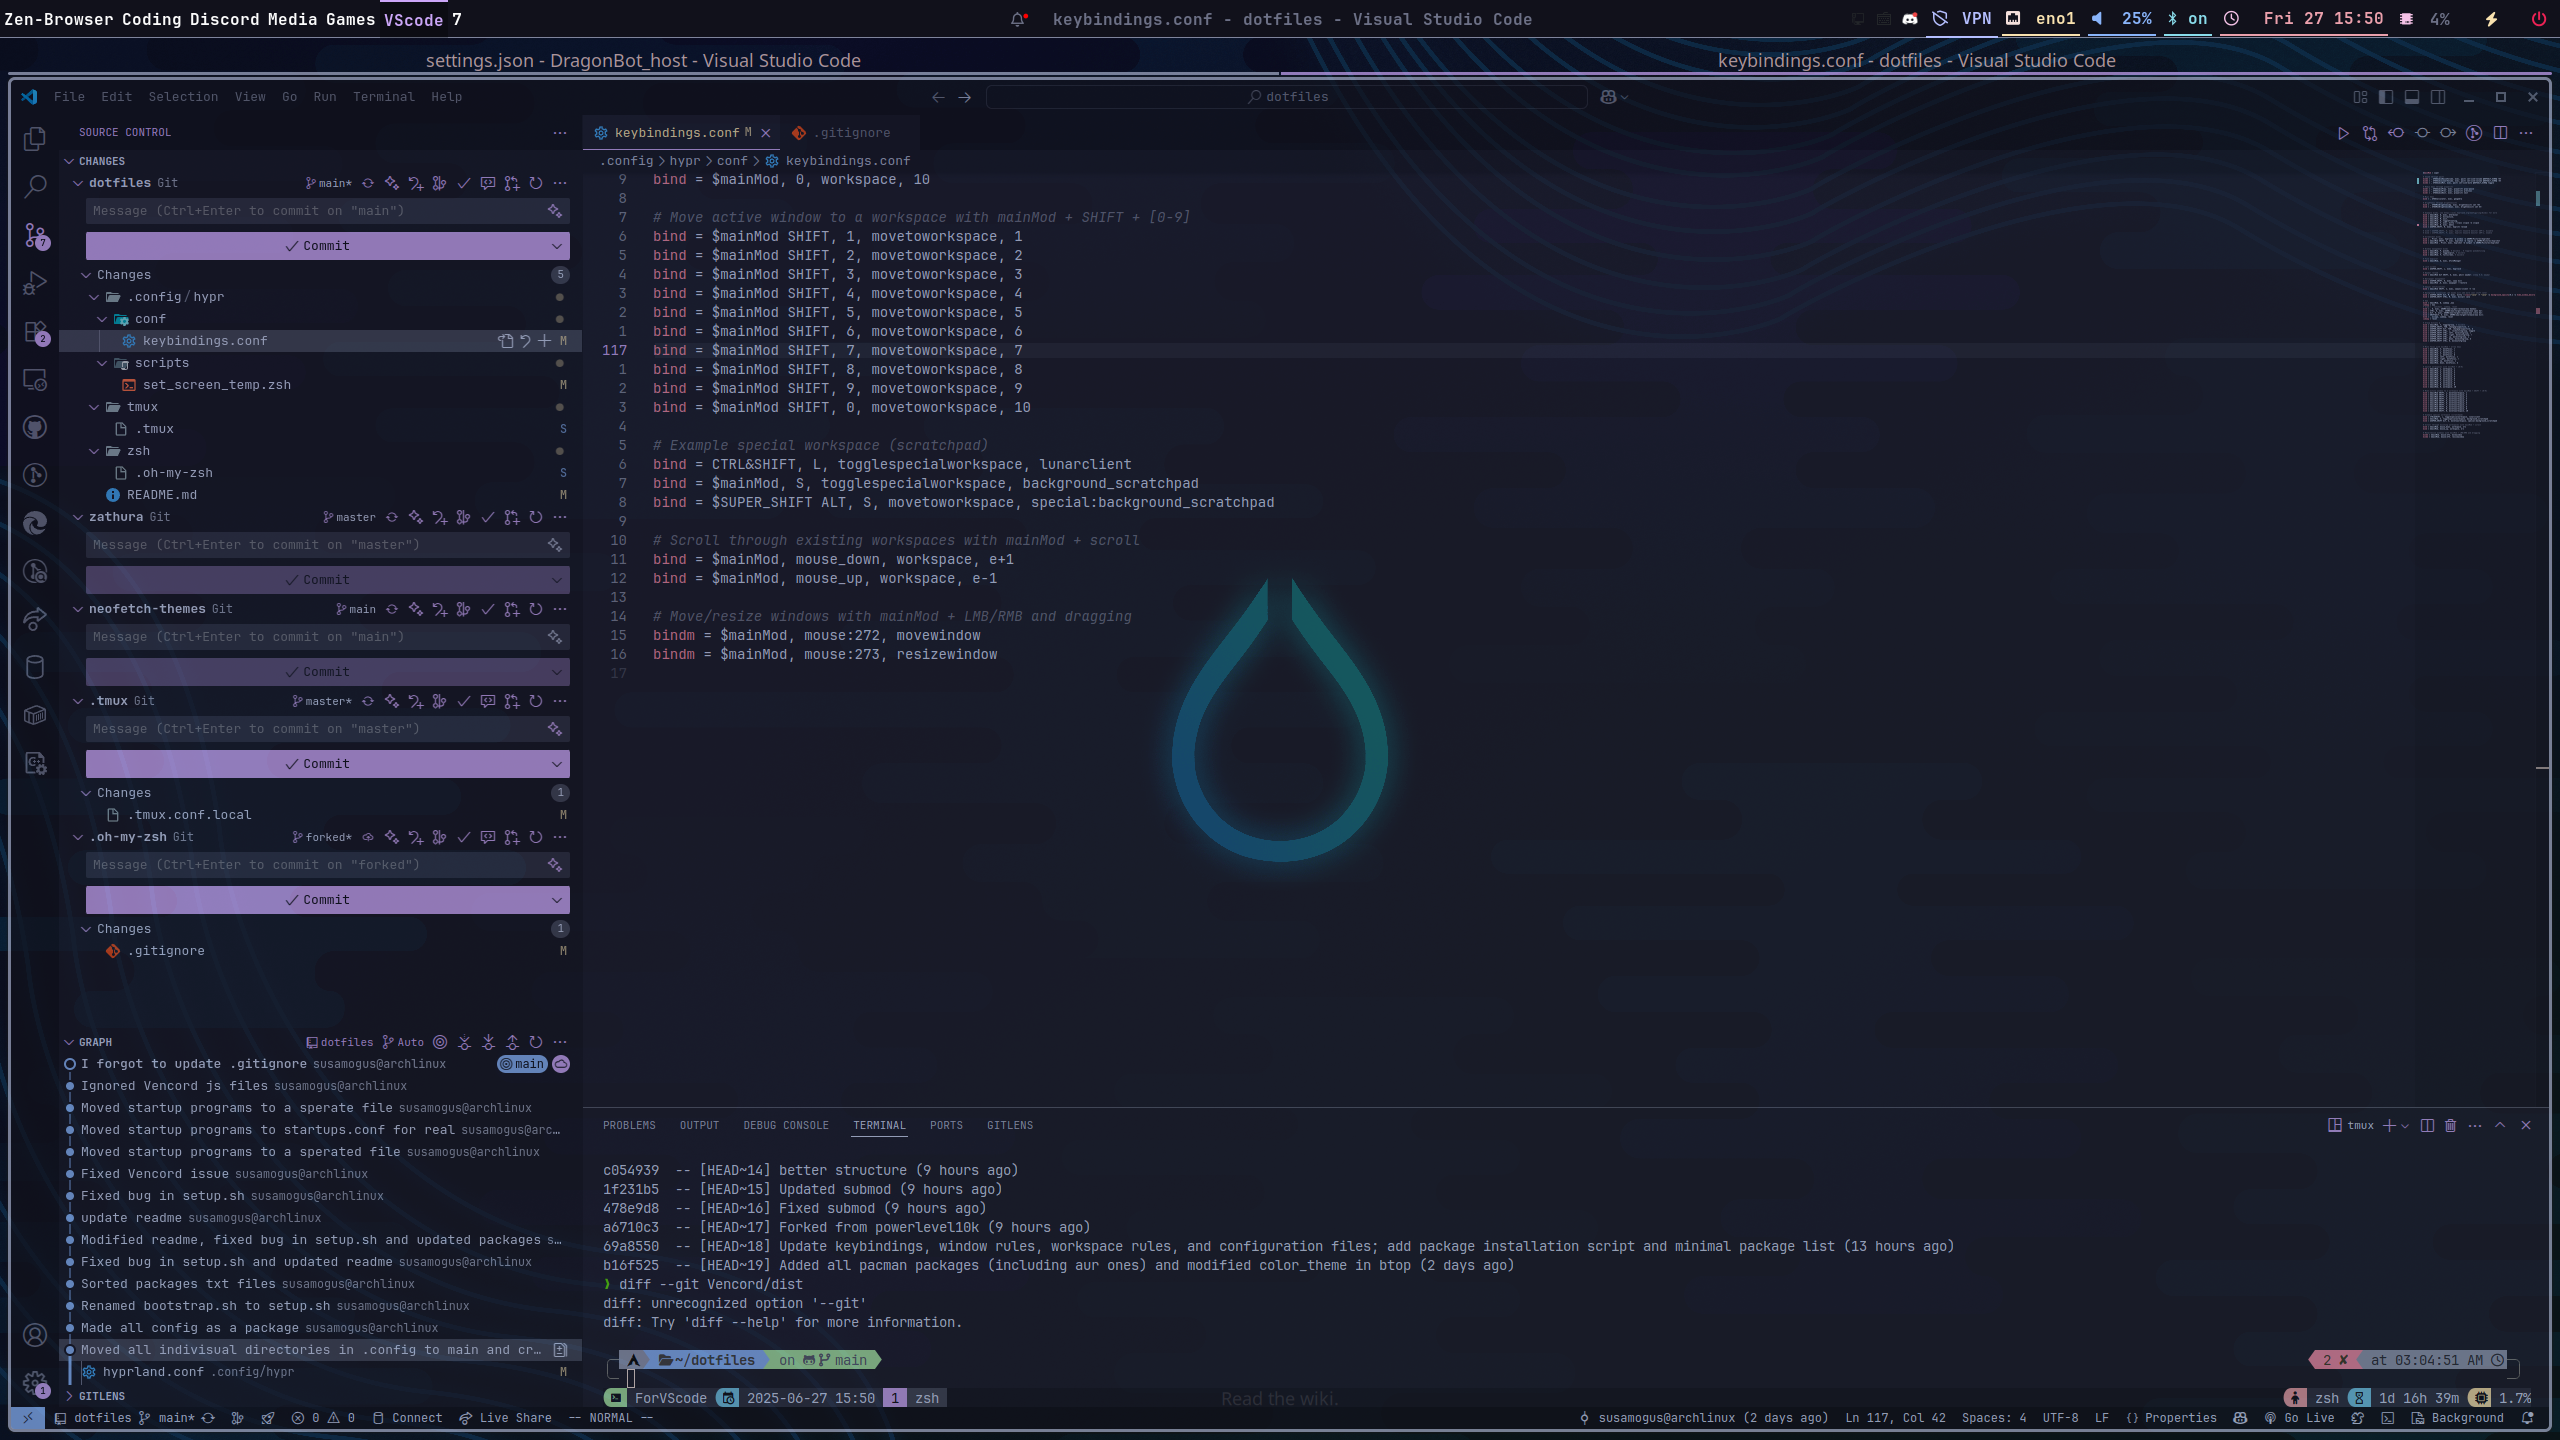 Zen-Browser Coding Discord Media Games VScode 7
keybindings.conf - dotfiles - Visual Studio Code
VPN eno1 25% on Fri 27 15:50 4%
settings.json - DragonBot_host - Visual Studio Code
keybindings.conf - dotfiles - Visual Studio Code
File Edit Selection View Go Run Terminal Help
dotfiles
SOURCE CONTROL
CHANGES
dotfiles Git main*
Message (Ctrl+Enter to commit on "main")
Commit
Changes 5
.config/hypr
conf
keybindings.conf M
scripts
set_screen_temp.zsh M
tmux
.tmux S
zsh
.oh-my-zsh S
README.md M
zathura Git master
Message (Ctrl+Enter to commit on "master")
Commit
neofetch-themes Git main
Message (Ctrl+Enter to commit on "main")
Commit
.tmux Git master*
Message (Ctrl+Enter to commit on "master")
Commit
Changes 1
.tmux.conf.local M
.oh-my-zsh Git forked*
Message (Ctrl+Enter to commit on "forked")
Commit
Changes 1
.gitignore M
7
2
1
GRAPH dotfiles Auto
I forgot to update .gitignore susamogus@archlinux main
Ignored Vencord js files susamogus@archlinux
Moved startup programs to a sperate file susamogus@archlinux
Moved startup programs to startups.conf for real susamogus@arc…
Moved startup programs to a sperated file susamogus@archlinux
Fixed Vencord issue susamogus@archlinux
Fixed bug in setup.sh susamogus@archlinux
update readme susamogus@archlinux
Modified readme, fixed bug in setup.sh and updated packages s…
Fixed bug in setup.sh and updated readme susamogus@archlinux
Sorted packages txt files susamogus@archlinux
Renamed bootstrap.sh to setup.sh susamogus@archlinux
Made all config as a package susamogus@archlinux
Moved all indivisual directories in .config to main and cr…
hyprland.conf .config/hypr M
GITLENS
keybindings.conf M
.gitignore
.config > hypr > conf > keybindings.conf
9 bind = $mainMod, 0, workspace, 10
8
7 # Move active window to a workspace with mainMod + SHIFT + [0-9]
6 bind = $mainMod SHIFT, 1, movetoworkspace, 1
5 bind = $mainMod SHIFT, 2, movetoworkspace, 2
4 bind = $mainMod SHIFT, 3, movetoworkspace, 3
3 bind = $mainMod SHIFT, 4, movetoworkspace, 4
2 bind = $mainMod SHIFT, 5, movetoworkspace, 5
1 bind = $mainMod SHIFT, 6, movetoworkspace, 6
117 bind = $mainMod SHIFT, 7, movetoworkspace, 7
1 bind = $mainMod SHIFT, 8, movetoworkspace, 8
2 bind = $mainMod SHIFT, 9, movetoworkspace, 9
3 bind = $mainMod SHIFT, 0, movetoworkspace, 10
4
5 # Example special workspace (scratchpad)
6 bind = CTRL&SHIFT, L, togglespecialworkspace, lunarclient
7 bind = $mainMod, S, togglespecialworkspace, background_scratchpad
8 bind = $SUPER_SHIFT ALT, S, movetoworkspace, special:background_scratchpad
9
10 # Scroll through existing workspaces with mainMod + scroll
11 bind = $mainMod, mouse_down, workspace, e+1
12 bind = $mainMod, mouse_up, workspace, e-1
13
14 # Move/resize windows with mainMod + LMB/RMB and dragging
15 bindm = $mainMod, mouse:272, movewindow
16 bindm = $mainMod, mouse:273, resizewindow
17
PROBLEMS OUTPUT DEBUG CONSOLE TERMINAL PORTS GITLENS
tmux
c054939 -- [HEAD~14] better structure (9 hours ago)
1f231b5 -- [HEAD~15] Updated submod (9 hours ago)
478e9d8 -- [HEAD~16] Fixed submod (9 hours ago)
a6710c3 -- [HEAD~17] Forked from powerlevel10k (9 hours ago)
69a8550 -- [HEAD~18] Update keybindings, window rules, workspace rules, and configuration files; add package installation script and minimal package list (13 hours ago)
b16f525 -- [HEAD~19] Added all pacman packages (including aur ones) and modified color_theme in btop (2 days ago)
❯ diff --git Vencord/dist
diff: unrecognized option '--git'
diff: Try 'diff --help' for more information.
~/dotfiles on main
2 ✘ at 03:04:51 AM
ForVScode 2025-06-27 15:50 1 zsh
Read the wiki.
zsh 1d 16h 39m 1.7%
dotfiles main* 0 0 Connect Live Share -- NORMAL --
susamogus@archlinux (2 days ago) Ln 117, Col 42 Spaces: 4 UTF-8 LF {} Properties Go Live Background